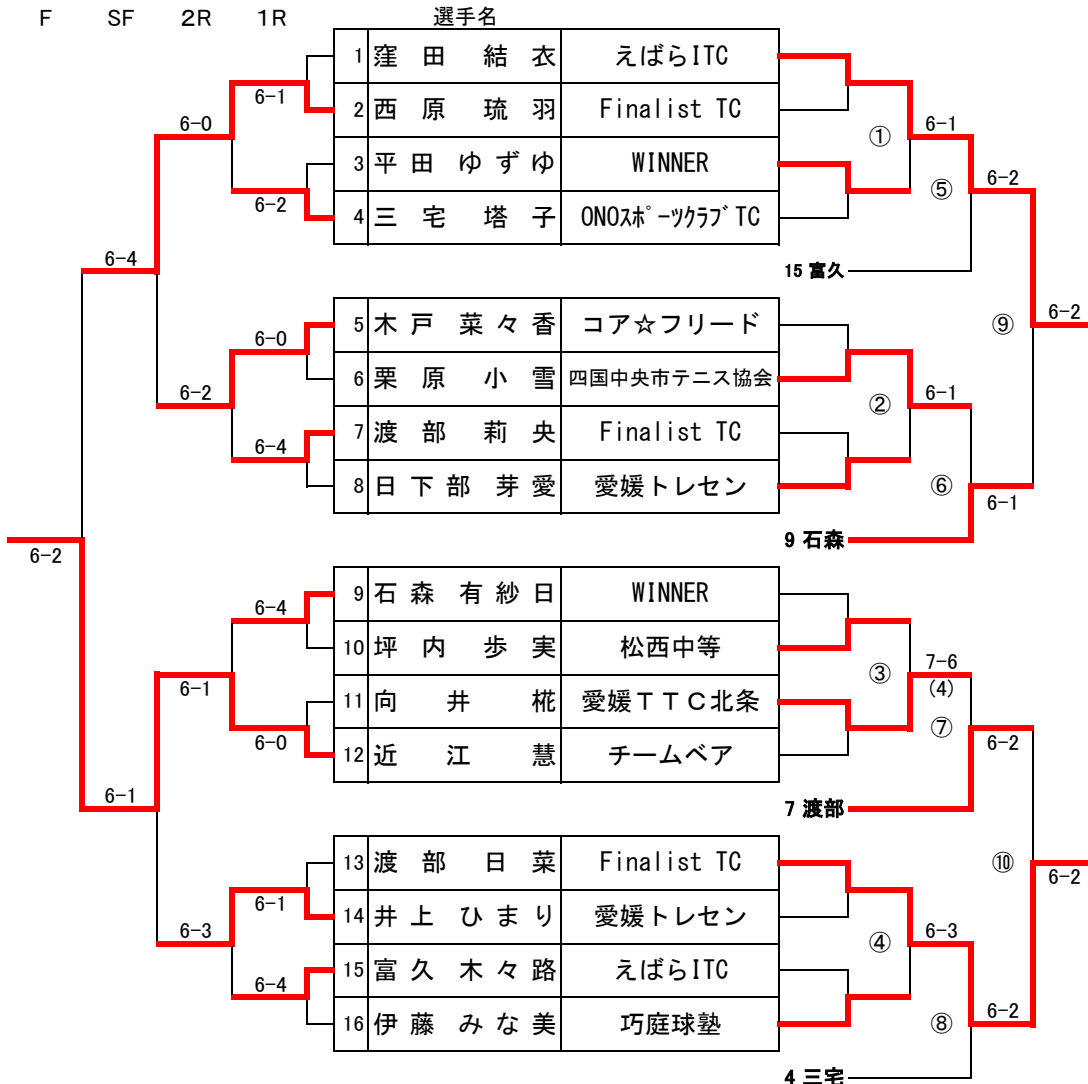 F SF 2R 1R 選手名
1 窪田 結衣 えばらITC
6-1
2 西原 琉羽 Finalist TC
6-0 6-1
①
3 平田 ゆずゆ WINNER
6-2 ⑤ 6-2
4 三宅 塔子 ONOスポーツクラブTC
6-4
15 富久
5 木戸 菜々香 コア☆フリード
6-0 ⑨ 6-2
6 栗原 小雪 四国中央市テニス協会
6-2 6-1
②
7 渡部 莉央 Finalist TC
6-4
8 日下部 芽愛 愛媛トレセン
⑥ 6-1
9 石森
6-2
9 石森 有紗日 WINNER
6-4
10 坪内 歩実 松西中等
③ 7-6
(4)
6-1
11 向井 椛 愛媛TTC北条
6-0 ⑦ 6-2
12 近江 慧 チームベア
6-1
7 渡部
13 渡部 日菜 Finalist TC
⑩ 6-2
6-1
14 井上 ひまり 愛媛トレセン
6-3 6-3
④
15 富久 木々路 えばらITC
6-4
16 伊藤 みな美 巧庭球塾
⑧ 6-2
4 三宅